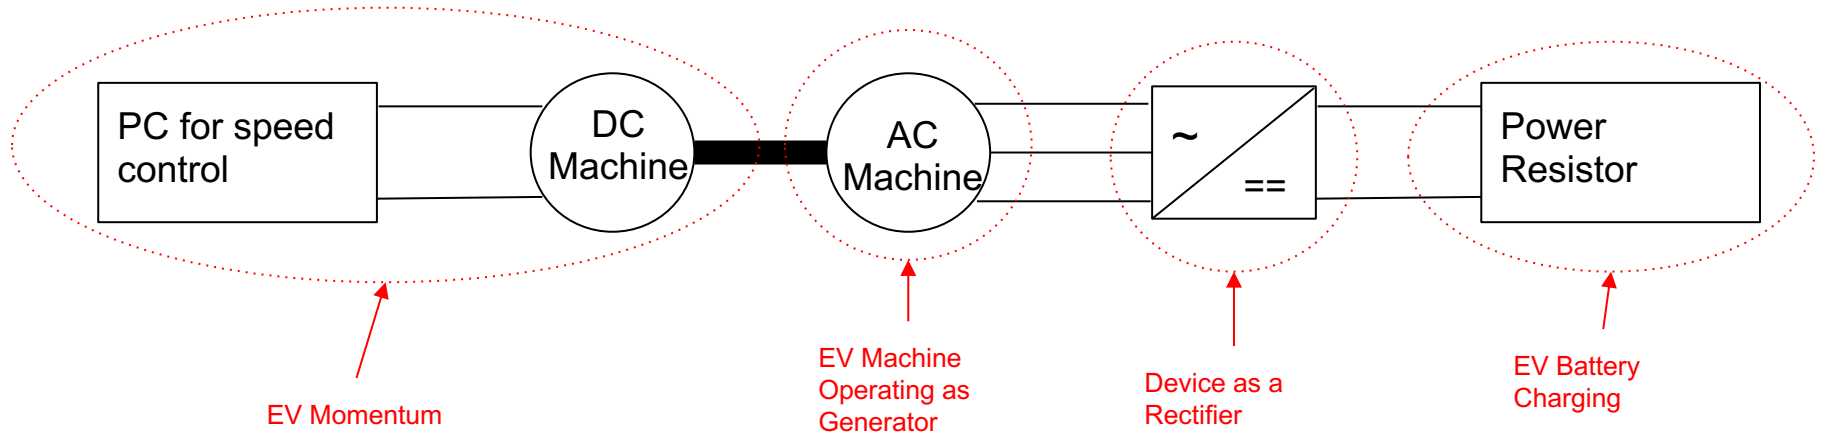 PC for speed
control
DC
Machine
AC
Machine
~
==
Power
Resistor
EV Momentum
EV Machine
Operating as
Generator
Device as a
Rectifier
EV Battery
Charging